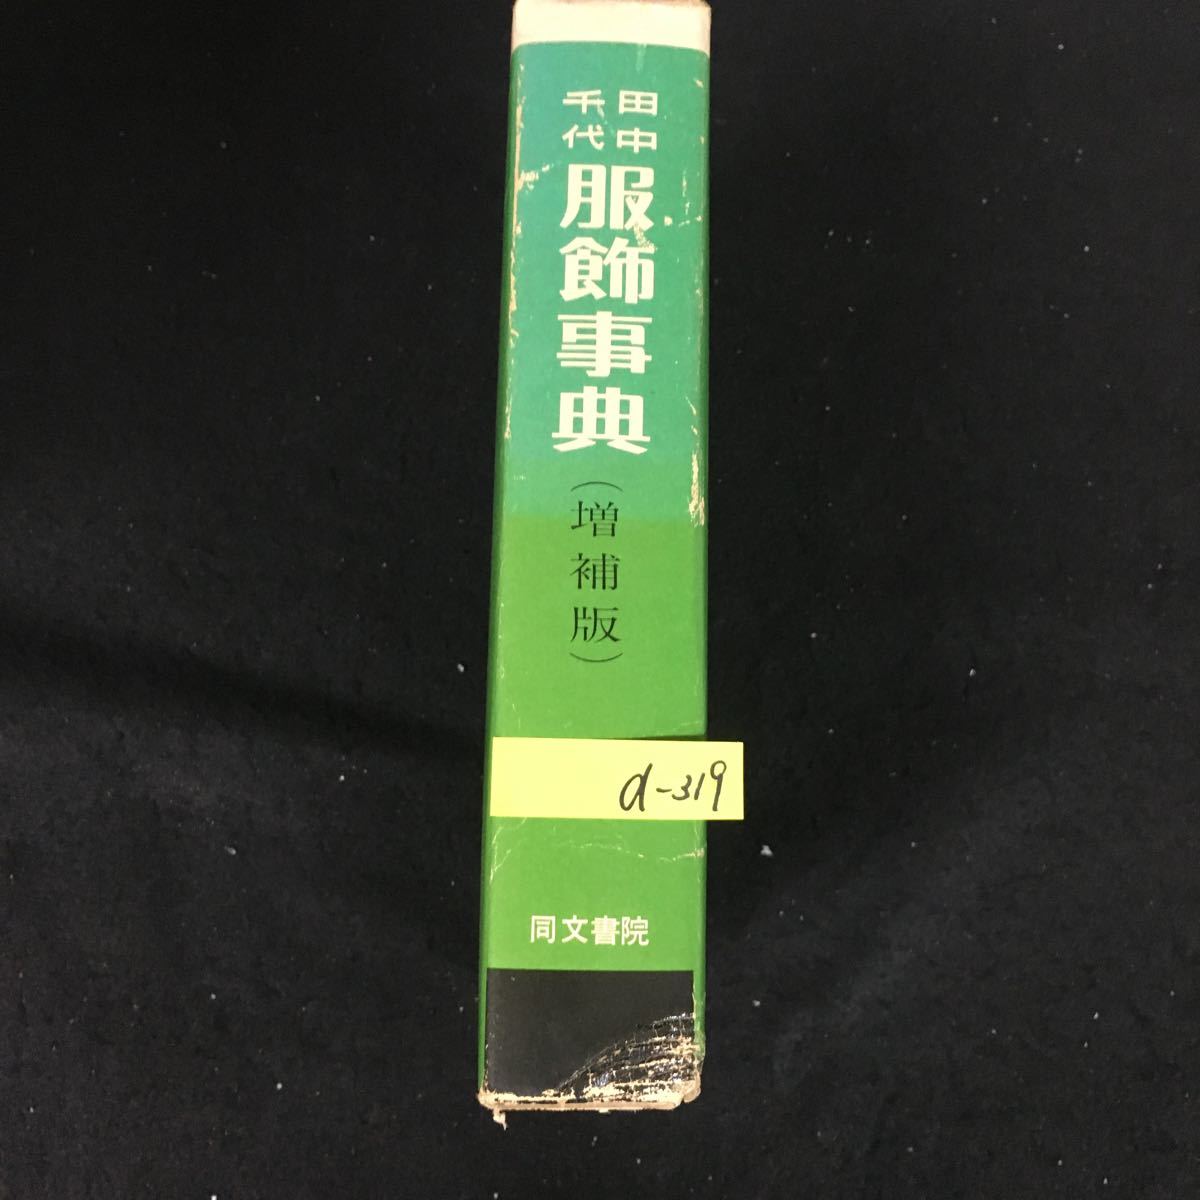 田中
千代
服飾事典
(増補版)
d-319
同文書院